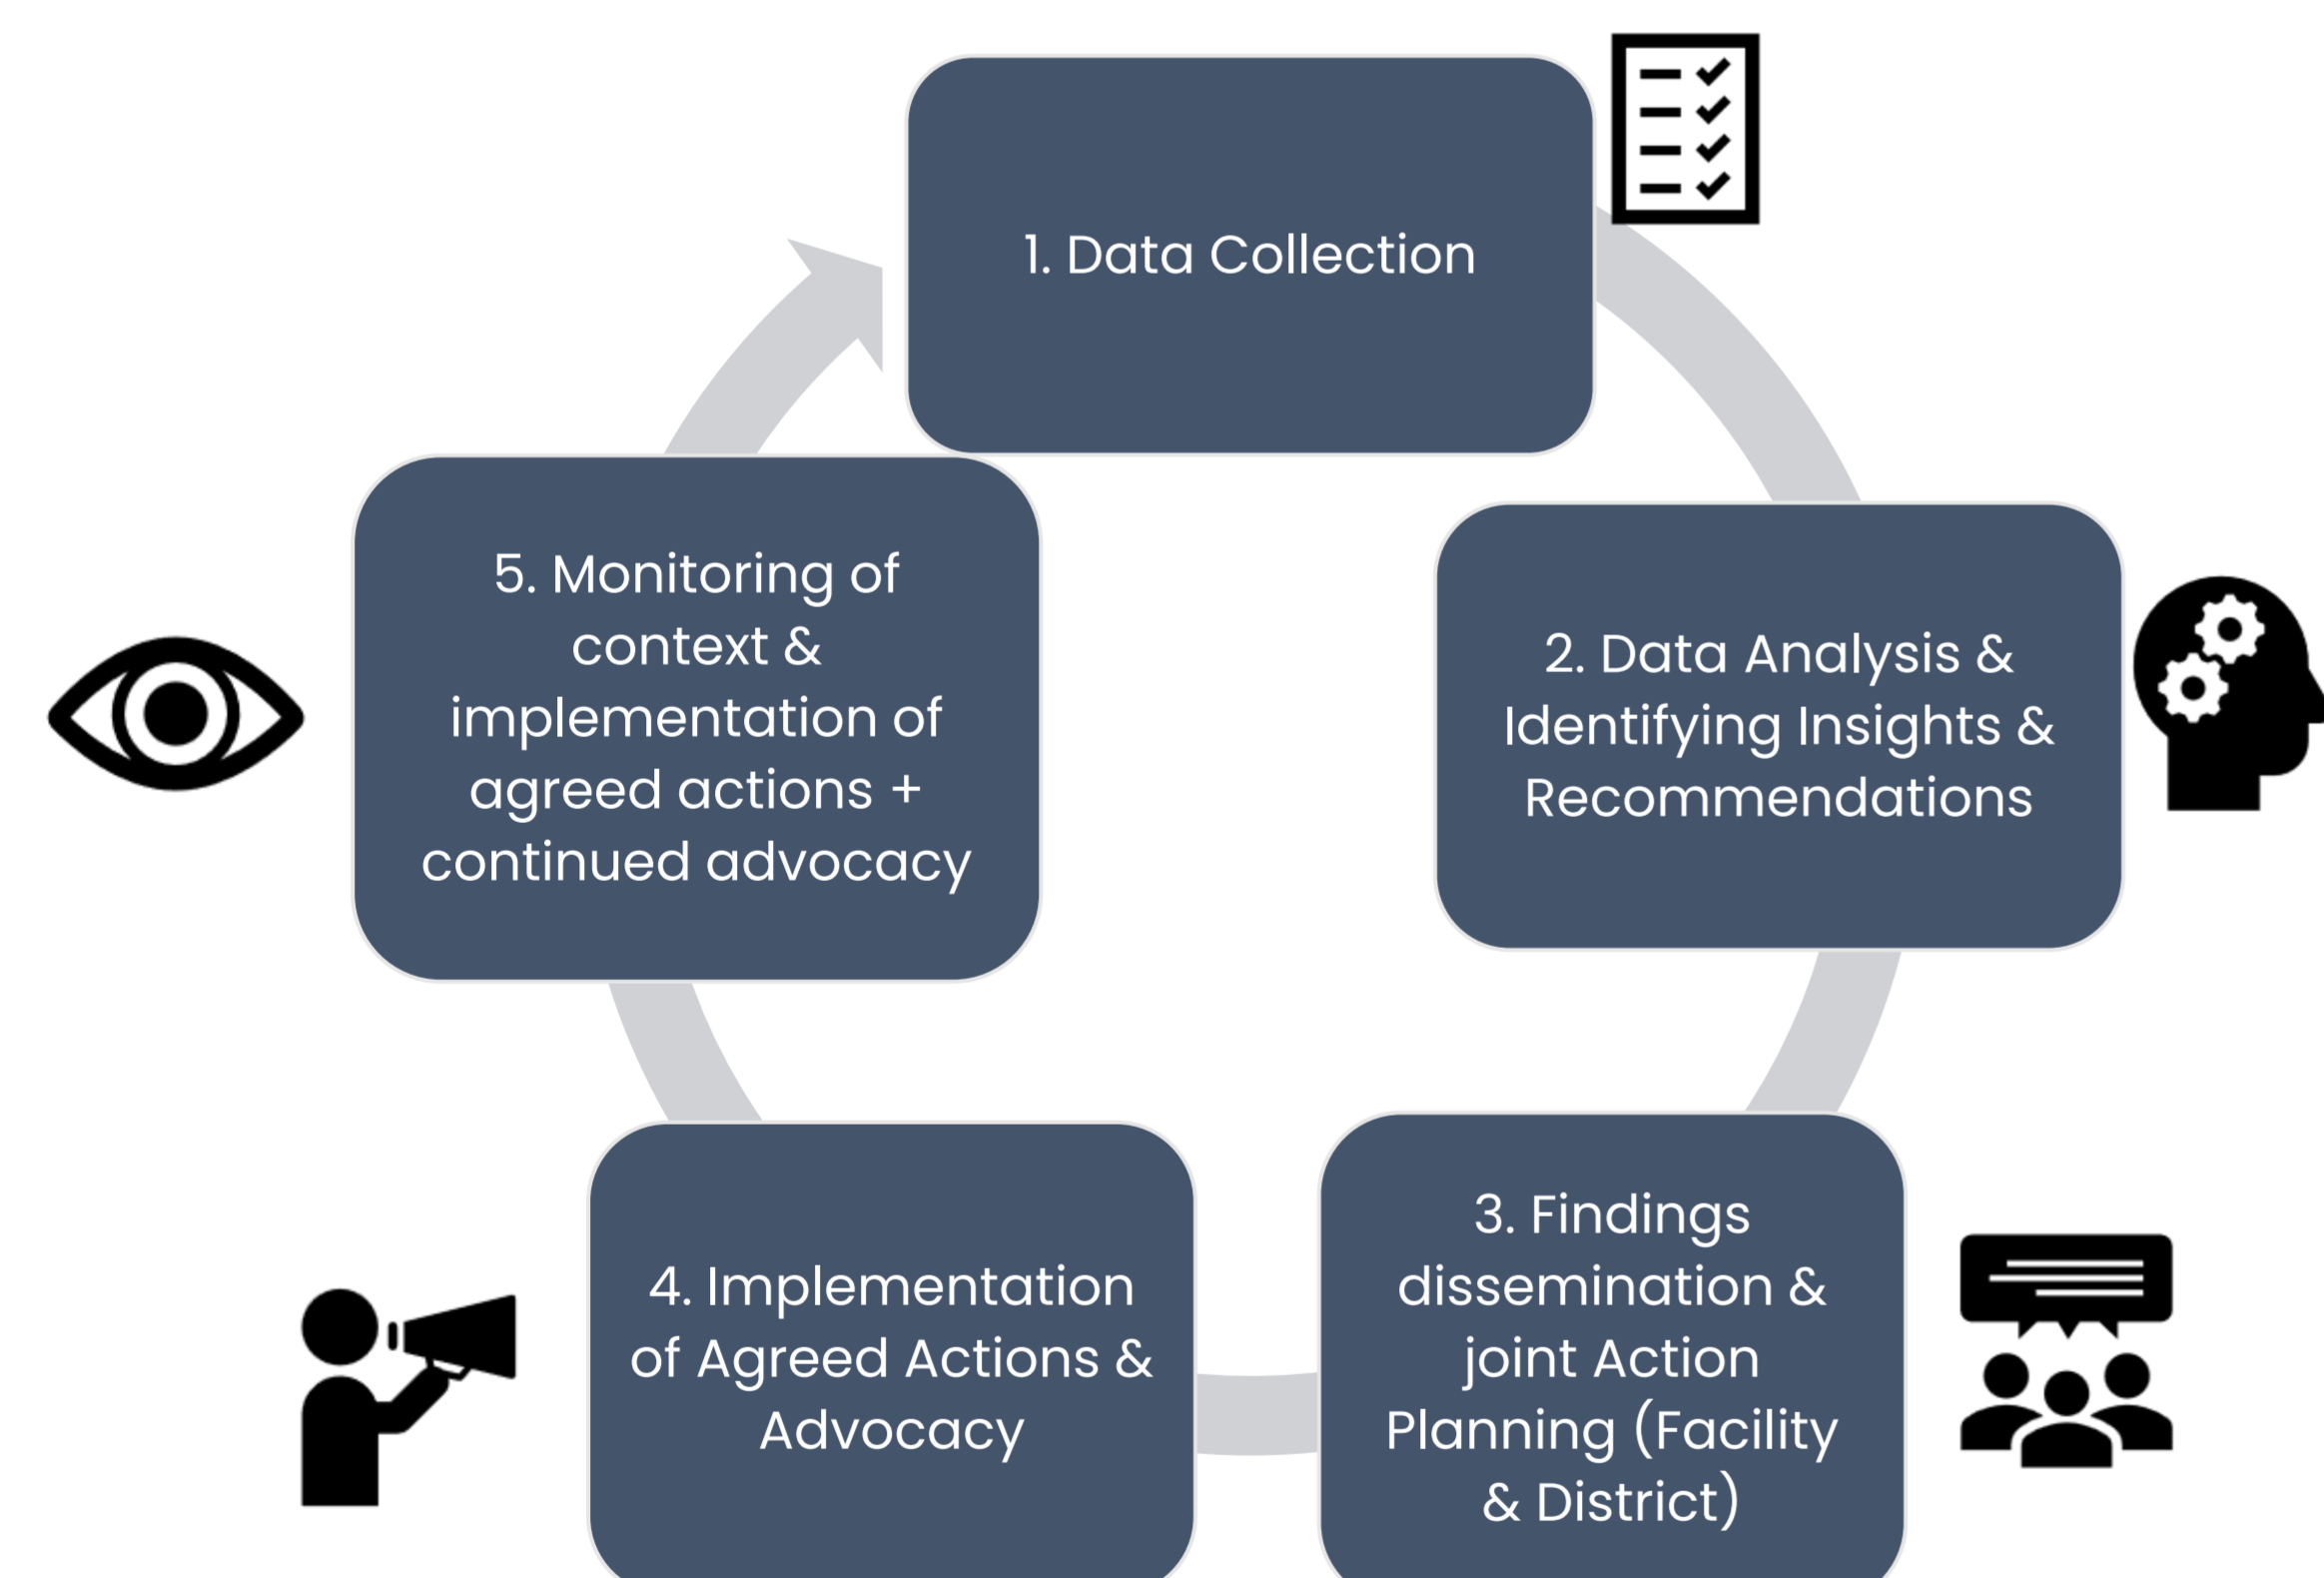 1. Data Collection
2. Data Analysis &
Identifying Insights &
Recommendations
3. Findings
dissemination &
joint Action
Planning (Facility
& District)
4. Implementation
of Agreed Actions &
Advocacy
5. Monitoring of
context &
implementation of
agreed actions +
continued advocacy